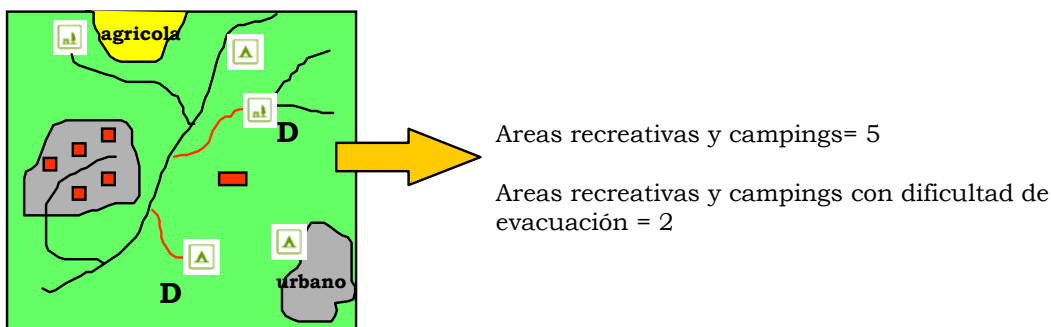 agricola
D
Areas recreativas y campings= 5
Areas recreativas y campings con dificultad de
evacuación = 2
urbano
D